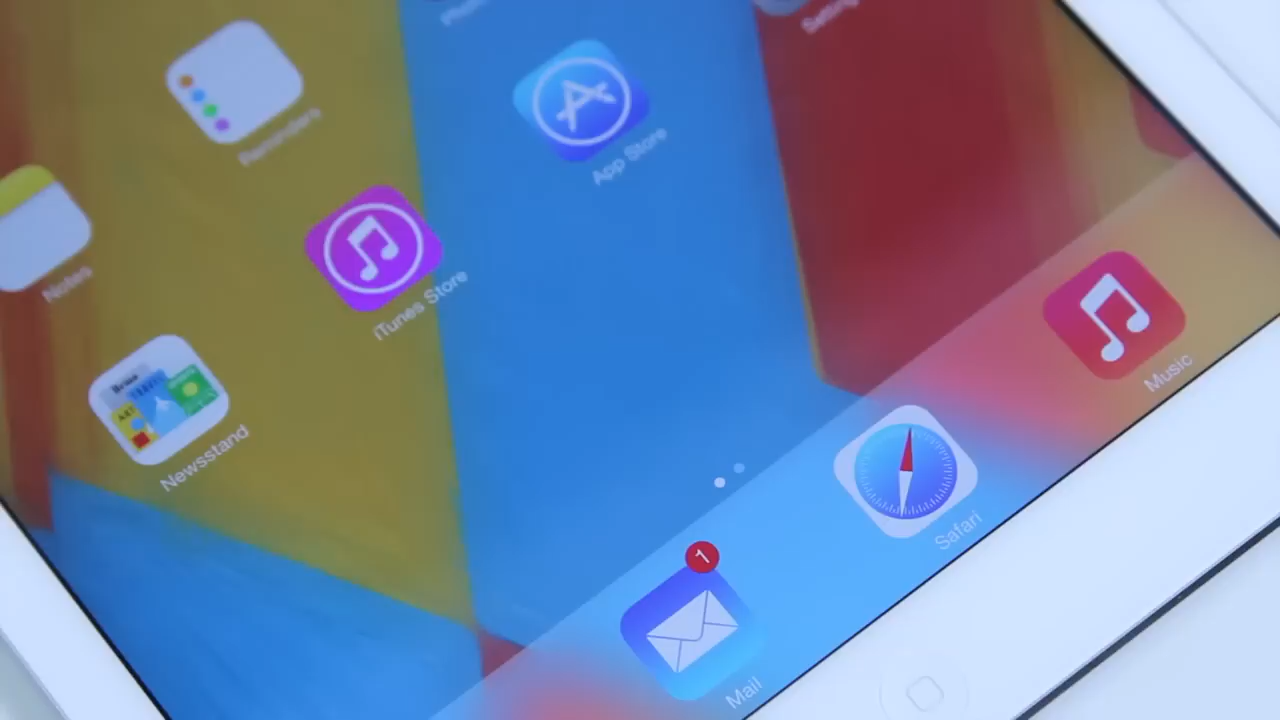 Reminders
App Store
Notes
iTunes Store
Newsstand
Music
Safari
1
Mail